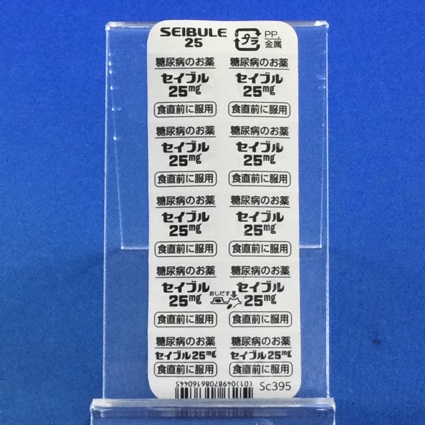 SEIBULE
25
プラ
PP,
金属
糖尿病のお薬 糖尿病のお薬
セイブル セイブル
25mg 25mg
食直前に服用 食直前に服用
糖尿病のお薬 糖尿病のお薬
セイブル セイブル
25mg 25mg
食直前に服用 食直前に服用
糖尿病のお薬 糖尿病のお薬
セイブル セイブル
25mg 25mg
食直前に服用 食直前に服用
糖尿病のお薬 糖尿病のお薬
セイブル セイブル
おしだす
25mg 25mg
食直前に服用 食直前に服用
糖尿病のお薬 糖尿病のお薬
セイブル25mg セイブル25mg
食直前に服用 食直前に服用
(01)04987086160445
Sc395